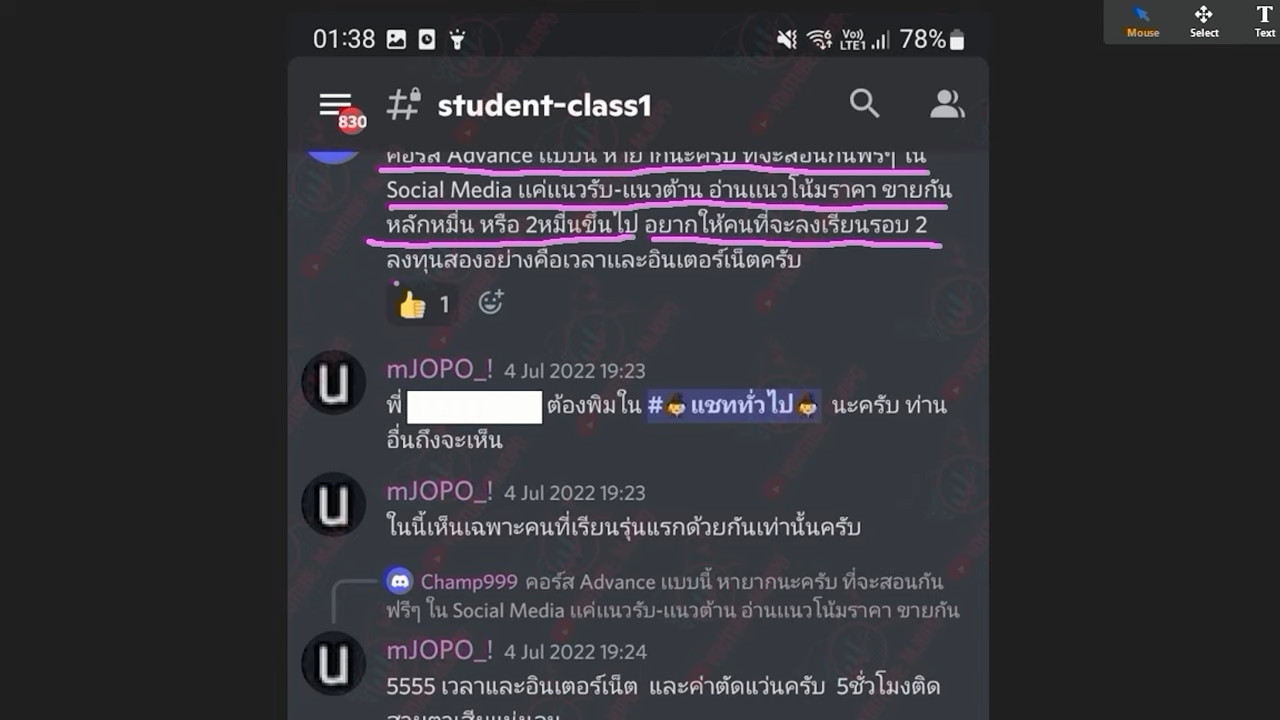 01:38 Vo)) LTE1 78%
Mouse Select Text
830 student-class1
คอร์ส Advance แบบนี้ หายากนะครับ ที่จะสอนกันฟรีๆ ใน
Social Media แค่แนวรับ-แนวต้าน อ่านแนวโน้มราคา ขายกัน
หลักหมื่น หรือ 2หมื่นขึ้นไป อยากให้คนที่จะลงเรียนรอบ 2
ลงทุนสองอย่างคือเวลาและอินเตอร์เน็ตครับ
👍 1
mJOPO_! 4 Jul 2022 19:23
พี่ ต้องพิมใน #แชททั่วไป นะครับ ท่าน
อื่นถึงจะเห็น
mJOPO_! 4 Jul 2022 19:23
ในนี้เห็นเฉพาะคนที่เรียนรุ่นแรกด้วยกันเท่านั้นครับ
Champ999 คอร์ส Advance แบบนี้ หายากนะครับ ที่จะสอนกัน
ฟรีๆ ใน Social Media แค่แนวรับ-แนวต้าน อ่านแนวโน้มราคา ขายกัน
mJOPO_! 4 Jul 2022 19:24
5555 เวลาและอินเตอร์เน็ต และค่าตัดแว่นครับ 5ชั่วโมงติด